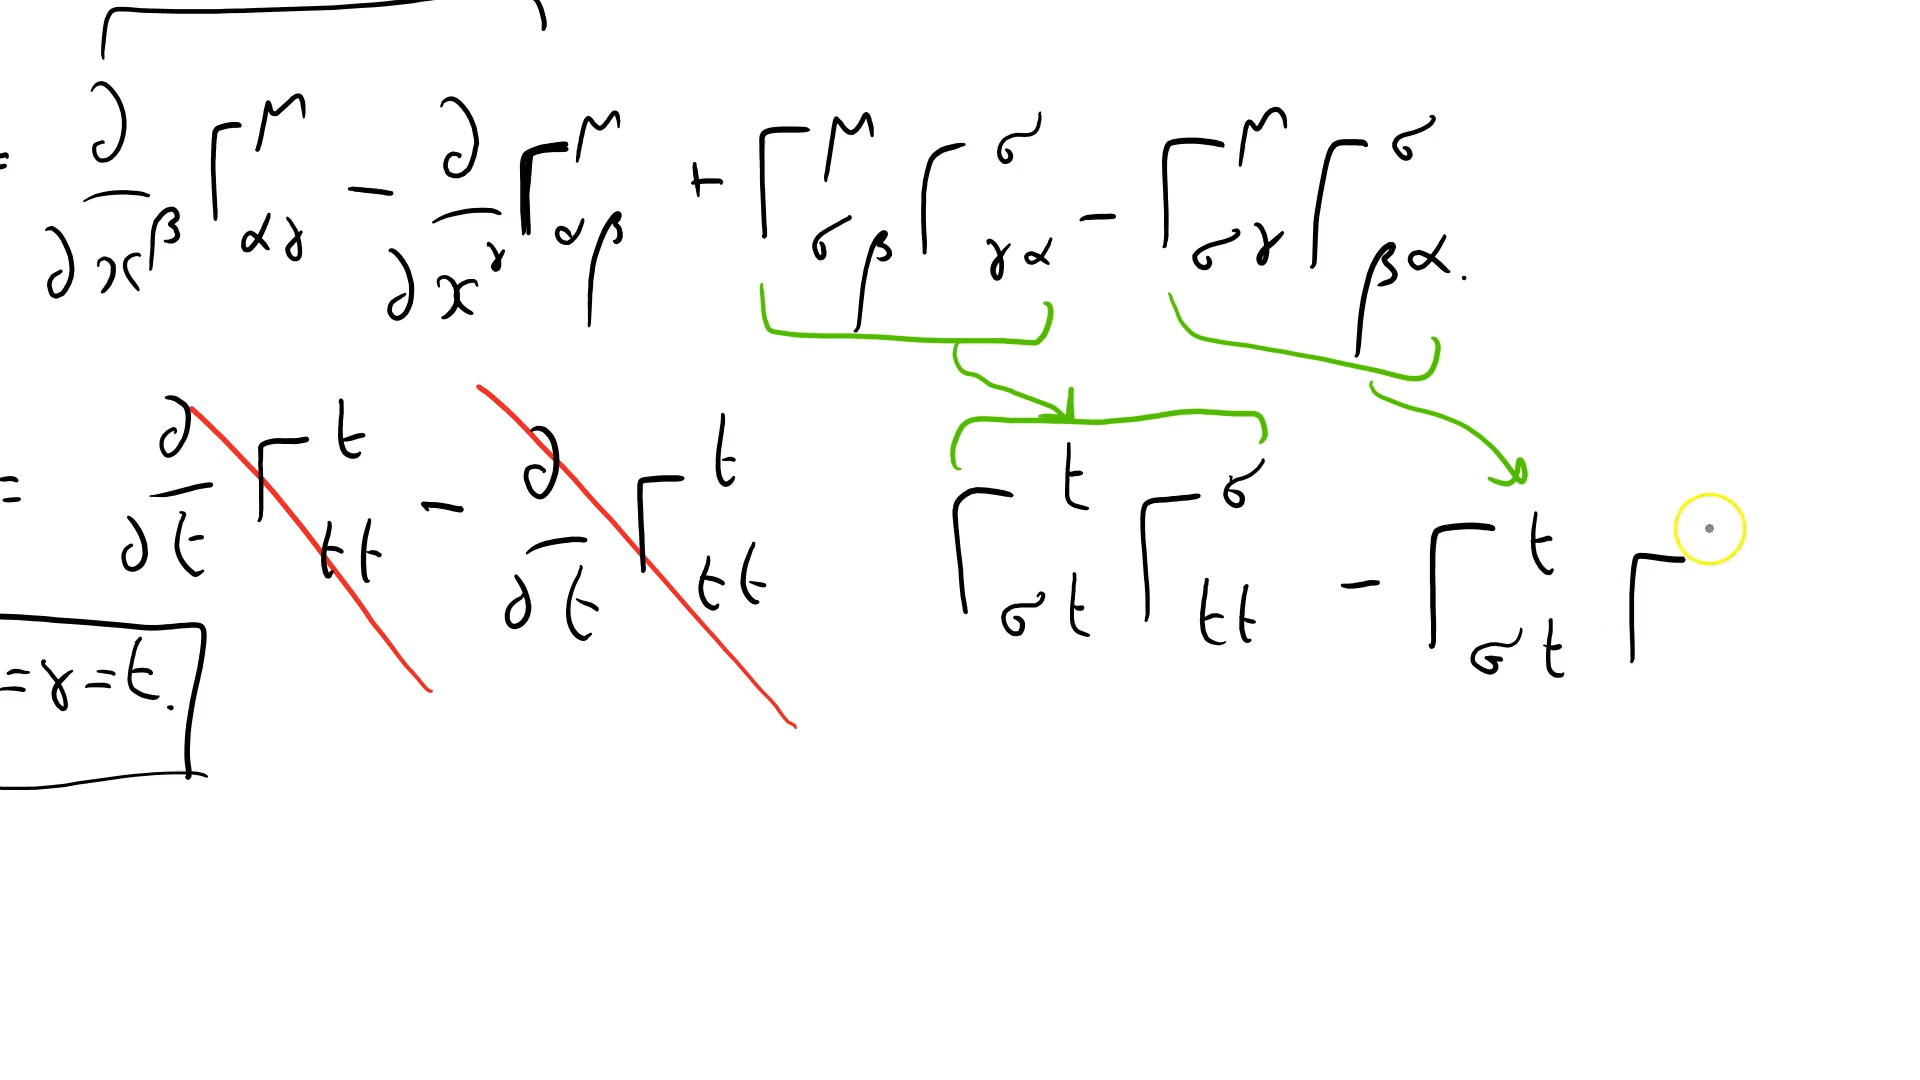 = ∂/∂x^β Γ^μ_αγ − ∂/∂x^γ Γ^μ_αβ + Γ^μ_σβ Γ^σ_γα − Γ^μ_σγ Γ^σ_βα.
= ∂/∂t Γ^t_tt − ∂/∂t Γ^t_tt Γ^t_σt Γ^σ_tt − Γ^t_σt Γ
=γ=t.